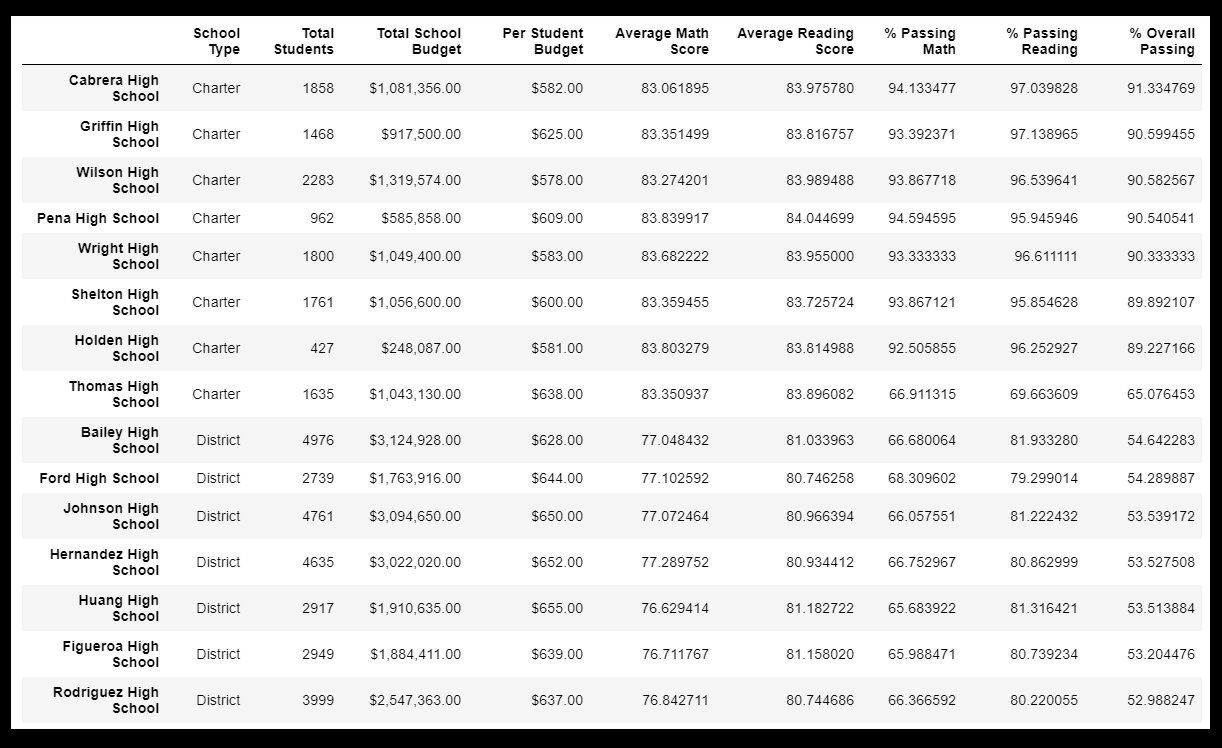 School Type Total Students Total School Budget Per Student Budget Average Math Score Average Reading Score % Passing Math % Passing Reading % Overall Passing
Cabrera High School Charter 1858 $1,081,356.00 $582.00 83.061895 83.975780 94.133477 97.039828 91.334769
Griffin High School Charter 1468 $917,500.00 $625.00 83.351499 83.816757 93.392371 97.138965 90.599455
Wilson High School Charter 2283 $1,319,574.00 $578.00 83.274201 83.989488 93.867718 96.539641 90.582567
Pena High School Charter 962 $585,858.00 $609.00 83.839917 84.044699 94.594595 95.945946 90.540541
Wright High School Charter 1800 $1,049,400.00 $583.00 83.682222 83.955000 93.333333 96.611111 90.333333
Shelton High School Charter 1761 $1,056,600.00 $600.00 83.359455 83.725724 93.867121 95.854628 89.892107
Holden High School Charter 427 $248,087.00 $581.00 83.803279 83.814988 92.505855 96.252927 89.227166
Thomas High School Charter 1635 $1,043,130.00 $638.00 83.350937 83.896082 66.911315 69.663609 65.076453
Bailey High School District 4976 $3,124,928.00 $628.00 77.048432 81.033963 66.680064 81.933280 54.642283
Ford High School District 2739 $1,763,916.00 $644.00 77.102592 80.746258 68.309602 79.299014 54.289887
Johnson High School District 4761 $3,094,650.00 $650.00 77.072464 80.966394 66.057551 81.222432 53.539172
Hernandez High School District 4635 $3,022,020.00 $652.00 77.289752 80.934412 66.752967 80.862999 53.527508
Huang High School District 2917 $1,910,635.00 $655.00 76.629414 81.182722 65.683922 81.316421 53.513884
Figueroa High School District 2949 $1,884,411.00 $639.00 76.711767 81.158020 65.988471 80.739234 53.204476
Rodriguez High School District 3999 $2,547,363.00 $637.00 76.842711 80.744686 66.366592 80.220055 52.988247